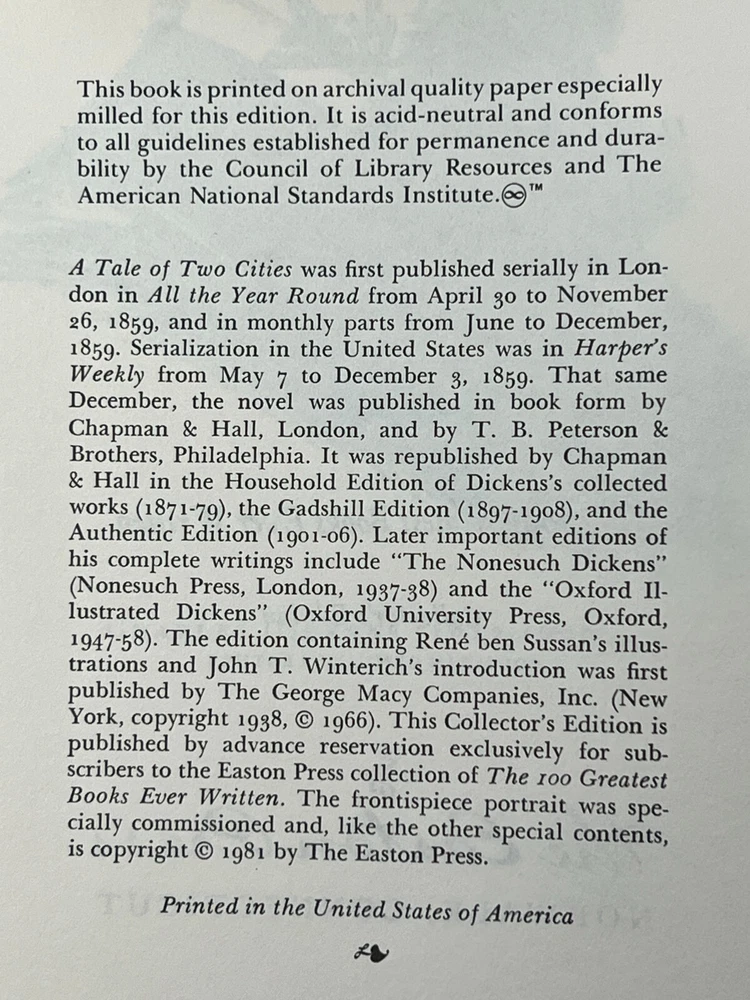 This book is printed on archival quality paper especially
milled for this edition. It is acid-neutral and conforms
to all guidelines established for permanence and dura-
bility by the Council of Library Resources and The
American National Standards Institute.♾™
A Tale of Two Cities was first published serially in Lon-
don in All the Year Round from April 30 to November
26, 1859, and in monthly parts from June to December,
1859. Serialization in the United States was in Harper's
Weekly from May 7 to December 3, 1859. That same
December, the novel was published in book form by
Chapman & Hall, London, and by T. B. Peterson &
Brothers, Philadelphia. It was republished by Chapman
& Hall in the Household Edition of Dickens's collected
works (1871-79), the Gadshill Edition (1897-1908), and the
Authentic Edition (1901-06). Later important editions of
his complete writings include “The Nonesuch Dickens”
(Nonesuch Press, London, 1937-38) and the “Oxford Il-
lustrated Dickens” (Oxford University Press, Oxford,
1947-58). The edition containing René ben Sussan's illus-
trations and John T. Winterich's introduction was first
published by The George Macy Companies, Inc. (New
York, copyright 1938, © 1966). This Collector's Edition is
published by advance reservation exclusively for sub-
scribers to the Easton Press collection of The 100 Greatest
Books Ever Written. The frontispiece portrait was spe-
cially commissioned and, like the other special contents,
is copyright © 1981 by The Easton Press.
Printed in the United States of America